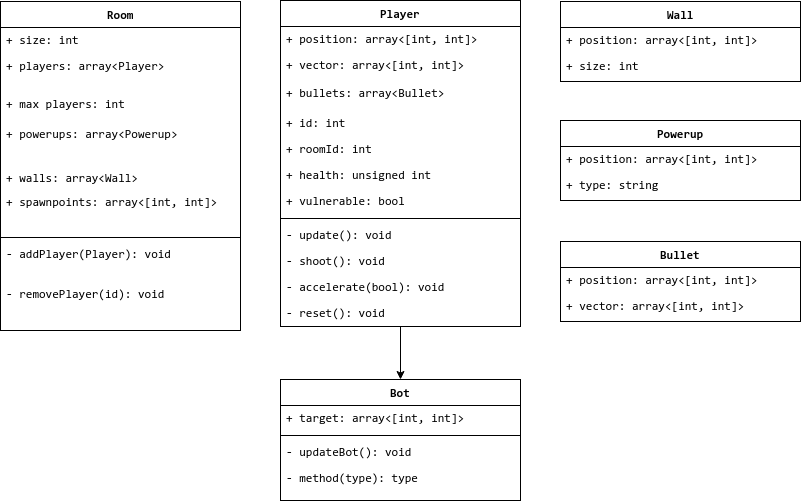 Room
+ size: int
+ players: array<Player>
+ max players: int
+ powerups: array<Powerup>
+ walls: array<Wall>
+ spawnpoints: array<[int, int]>
- addPlayer(Player): void
- removePlayer(id): void
Player
+ position: array<[int, int]>
+ vector: array<[int, int]>
+ bullets: array<Bullet>
+ id: int
+ roomId: int
+ health: unsigned int
+ vulnerable: bool
- update(): void
- shoot(): void
- accelerate(bool): void
- reset(): void
Bot
+ target: array<[int, int]>
- updateBot(): void
- method(type): type
Wall
+ position: array<[int, int]>
+ size: int
Powerup
+ position: array<[int, int]>
+ type: string
Bullet
+ position: array<[int, int]>
+ vector: array<[int, int]>